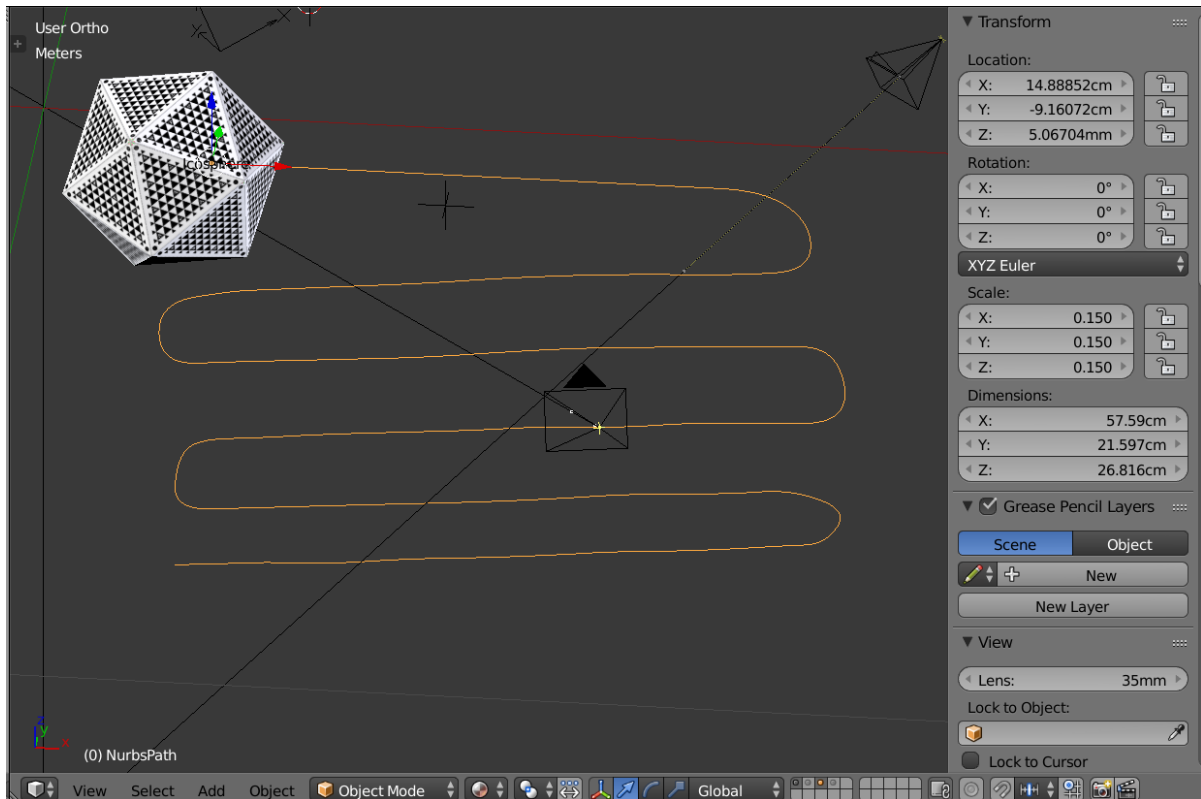 User Ortho
Meters
Icosphere
(0) NurbsPath
Transform
Location:
X: 14.88852cm
Y: -9.16072cm
Z: 5.06704mm
Rotation:
X: 0°
Y: 0°
Z: 0°
XYZ Euler
Scale:
X: 0.150
Y: 0.150
Z: 0.150
Dimensions:
X: 57.59cm
Y: 21.597cm
Z: 26.816cm
Grease Pencil Layers
Scene Object
New
New Layer
View
Lens: 35mm
Lock to Object:
Lock to Cursor
z
y
x
View Select Add Object Object Mode Global